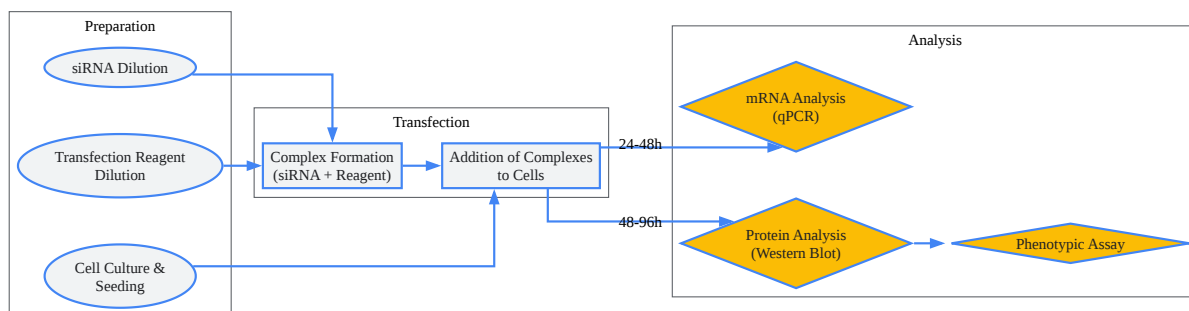 Preparation
siRNA Dilution
Transfection Reagent
Dilution
Cell Culture &
Seeding
Transfection
Complex Formation
(siRNA + Reagent)
Addition of Complexes
to Cells
24-48h
48-96h
Analysis
mRNA Analysis
(qPCR)
Protein Analysis
(Western Blot)
Phenotypic Assay